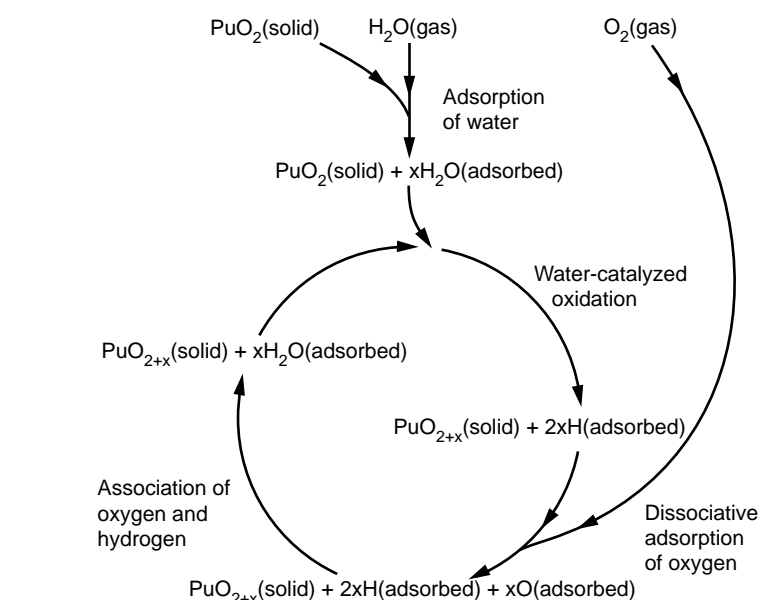 PuO2(solid) H2O(gas) O2(gas)
Adsorption
of water
PuO2(solid) + xH2O(adsorbed)
Water-catalyzed
oxidation
PuO2+x(solid) + xH2O(adsorbed)
PuO2+x(solid) + 2xH(adsorbed)
Association of
oxygen and
hydrogen
Dissociative
adsorption
of oxygen
PuO2+x(solid) + 2xH(adsorbed) + xO(adsorbed)